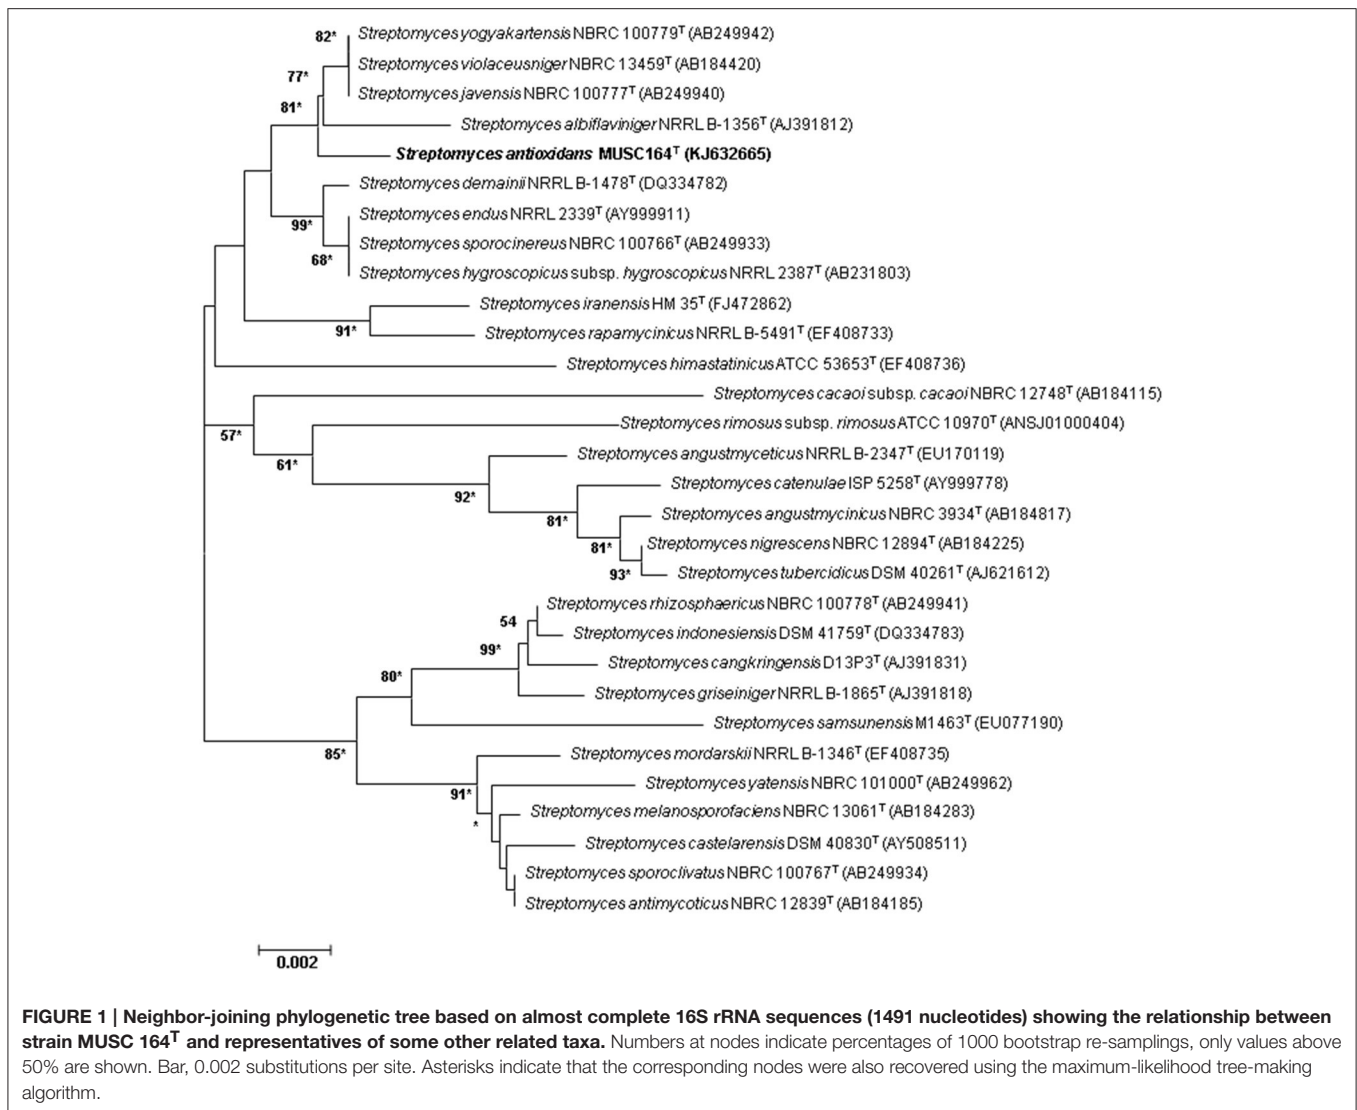 82*
Streptomyces yogyakartensis NBRC 100779T (AB249942)
Streptomyces violaceusniger NBRC 13459T (AB184420)
77*
Streptomyces javensis NBRC 100777T (AB249940)
81*
Streptomyces albiflaviniger NRRL B-1356T (AJ391812)
Streptomyces antioxidans MUSC164T (KJ632665)
Streptomyces demainii NRRL B-1478T (DQ334782)
Streptomyces endus NRRL 2339T (AY999911)
99*
Streptomyces sporocinereus NBRC 100766T (AB249933)
68*
Streptomyces hygroscopicus subsp. hygroscopicus NRRL 2387T (AB231803)
Streptomyces iranensis HM 35T (FJ472862)
91*
Streptomyces rapamycinicus NRRL B-5491T (EF408733)
Streptomyces himastatinicus ATCC 53653T (EF408736)
Streptomyces cacaoi subsp. cacaoi NBRC 12748T (AB184115)
Streptomyces rimosus subsp. rimosus ATCC 10970T (ANSJ01000404)
57*
Streptomyces angustmyceticus NRRL B-2347T (EU170119)
61*
Streptomyces catenulae ISP 5258T (AY999778)
92*
Streptomyces angustmycinicus NBRC 3934T (AB184817)
81*
Streptomyces nigrescens NBRC 12894T (AB184225)
81*
Streptomyces tubercidicus DSM 40261T (AJ621612)
93*
Streptomyces rhizosphaericus NBRC 100778T (AB249941)
54
Streptomyces indonesiensis DSM 41759T (DQ334783)
99*
Streptomyces cangkringensis D13P3T (AJ391831)
80*
Streptomyces griseiniger NRRL B-1865T (AJ391818)
Streptomyces samsunensis M1463T (EU077190)
85*
Streptomyces mordarskii NRRL B-1346T (EF408735)
Streptomyces yatensis NBRC 101000T (AB249962)
91*
Streptomyces melanosporofaciens NBRC 13061T (AB184283)
*
Streptomyces castelarensis DSM 40830T (AY508511)
Streptomyces sporoclivatus NBRC 100767T (AB249934)
Streptomyces antimycoticus NBRC 12839T (AB184185)
0.002
FIGURE 1 | Neighbor-joining phylogenetic tree based on almost complete 16S rRNA sequences (1491 nucleotides) showing the relationship between
strain MUSC 164T and representatives of some other related taxa. Numbers at nodes indicate percentages of 1000 bootstrap re-samplings, only values above
50% are shown. Bar, 0.002 substitutions per site. Asterisks indicate that the corresponding nodes were also recovered using the maximum-likelihood tree-making
algorithm.